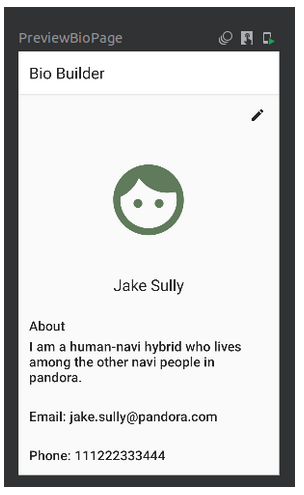 PreviewBioPage
Bio Builder
Jake Sully
About
I am a human-navi hybrid who lives
among the other navi people in
pandora.
Email: jake.sully@pandora.com
Phone: 111222333444